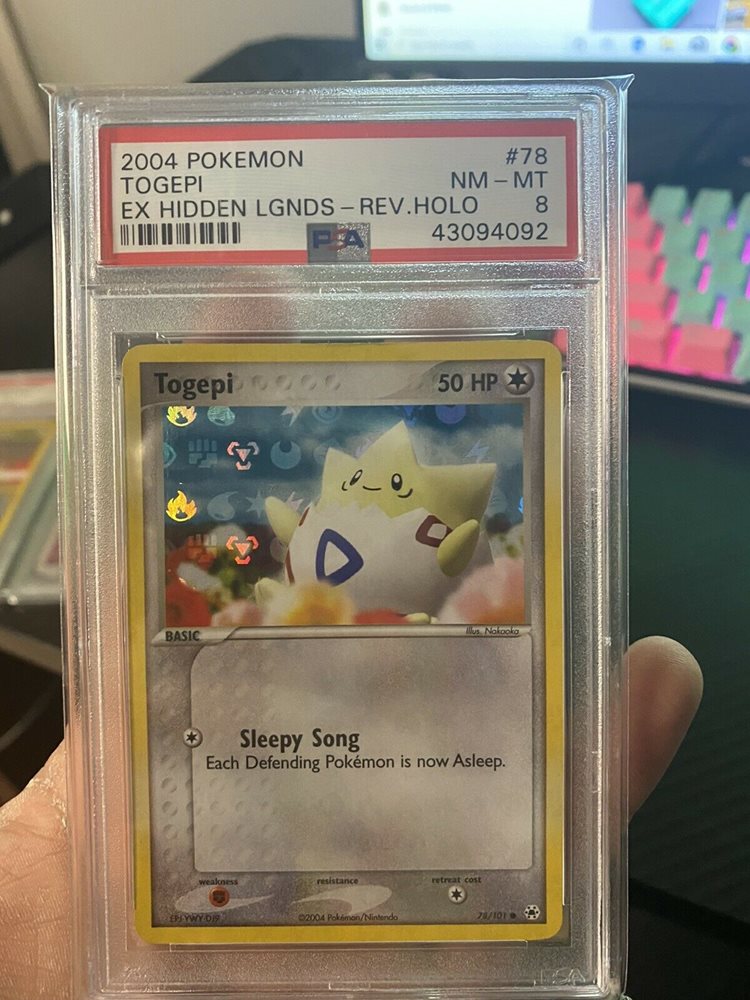 2004 POKEMON #78
TOGEPI NM - MT
EX HIDDEN LGNDS - REV.HOLO 8
PSA 43094092
Togepi 50 HP
BASIC Illus. Nakaoka
Sleepy Song
Each Defending Pokémon is now Asleep.
weakness resistance retreat cost
©2004 Pokémon/Nintendo 78/101
PSA